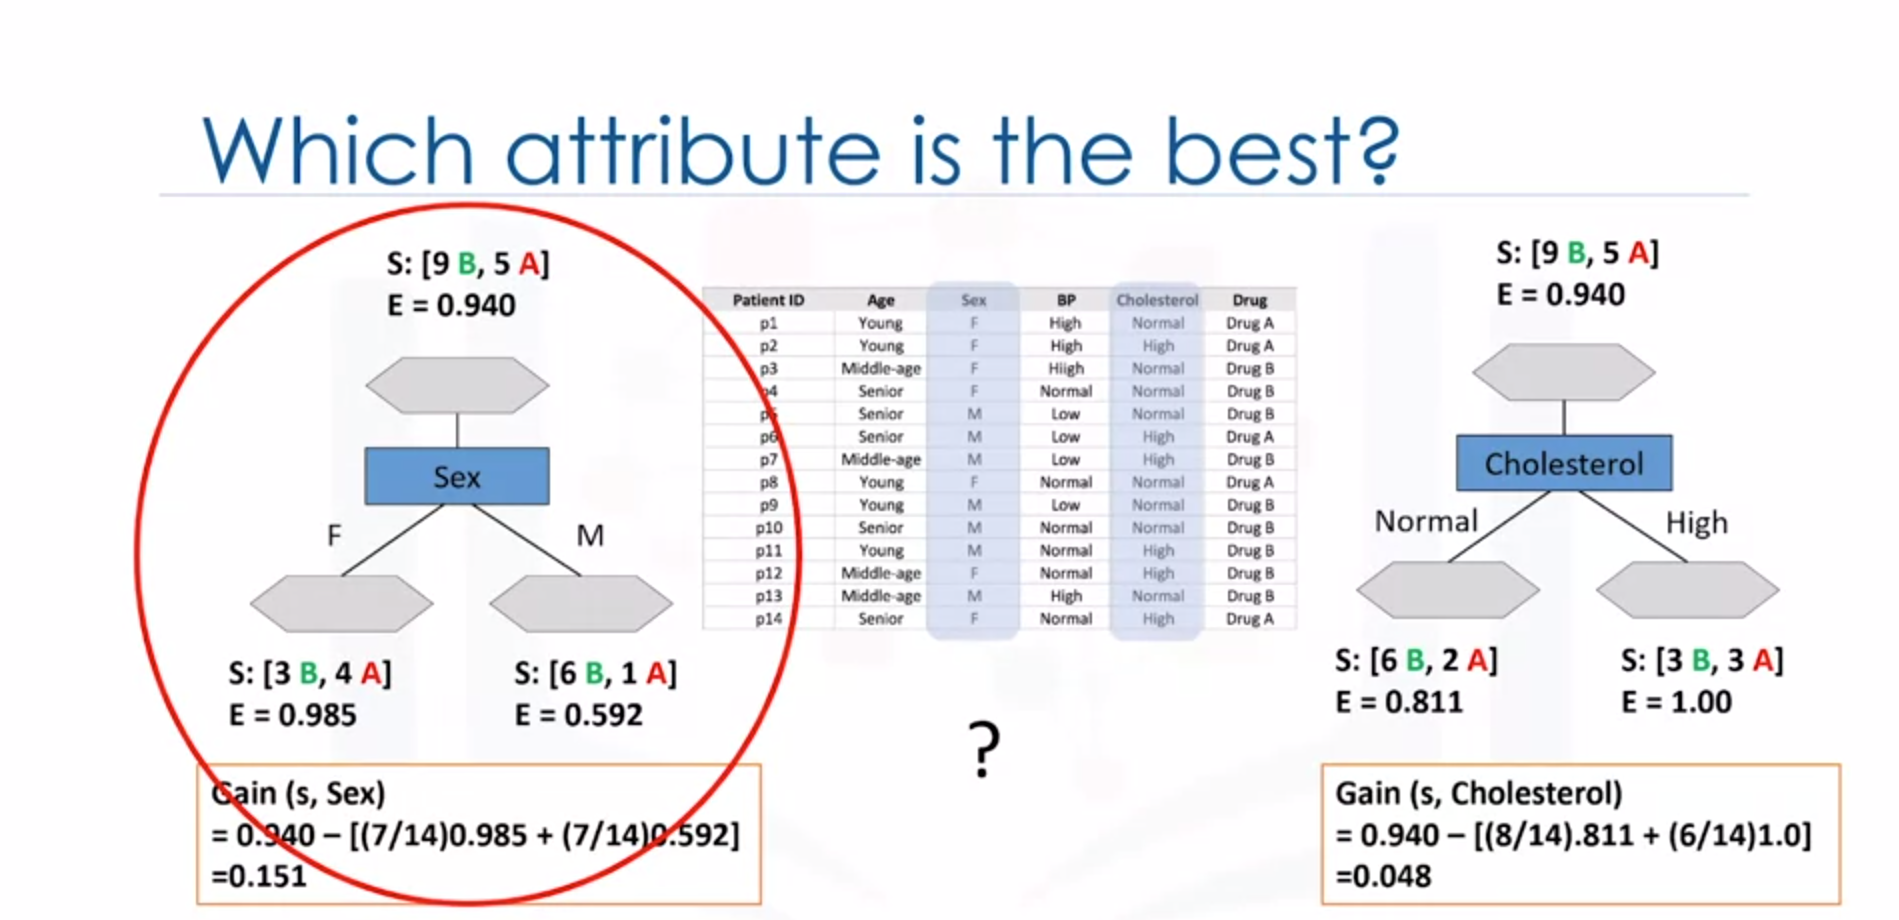 Which attribute is the best?
S: [9 B, 5 A]
E = 0.940
Sex
F
M
S: [3 B, 4 A]
E = 0.985
S: [6 B, 1 A]
E = 0.592
Gain (s, Sex)
= 0.940 – [(7/14)0.985 + (7/14)0.592]
=0.151
Patient ID Age Sex BP Cholesterol Drug
p1 Young F High Normal Drug A
p2 Young F High High Drug A
p3 Middle-age F Hiigh Normal Drug B
p4 Senior F Normal Normal Drug B
p5 Senior M Low Normal Drug B
p6 Senior M Low High Drug A
p7 Middle-age M Low High Drug B
p8 Young F Normal Normal Drug A
p9 Young M Low Normal Drug B
p10 Senior M Normal Normal Drug B
p11 Young M Normal High Drug B
p12 Middle-age F Normal High Drug B
p13 Middle-age M High Normal Drug B
p14 Senior F Normal High Drug A
?
S: [9 B, 5 A]
E = 0.940
Cholesterol
Normal
High
S: [6 B, 2 A]
E = 0.811
S: [3 B, 3 A]
E = 1.00
Gain (s, Cholesterol)
= 0.940 – [(8/14).811 + (6/14)1.0]
=0.048